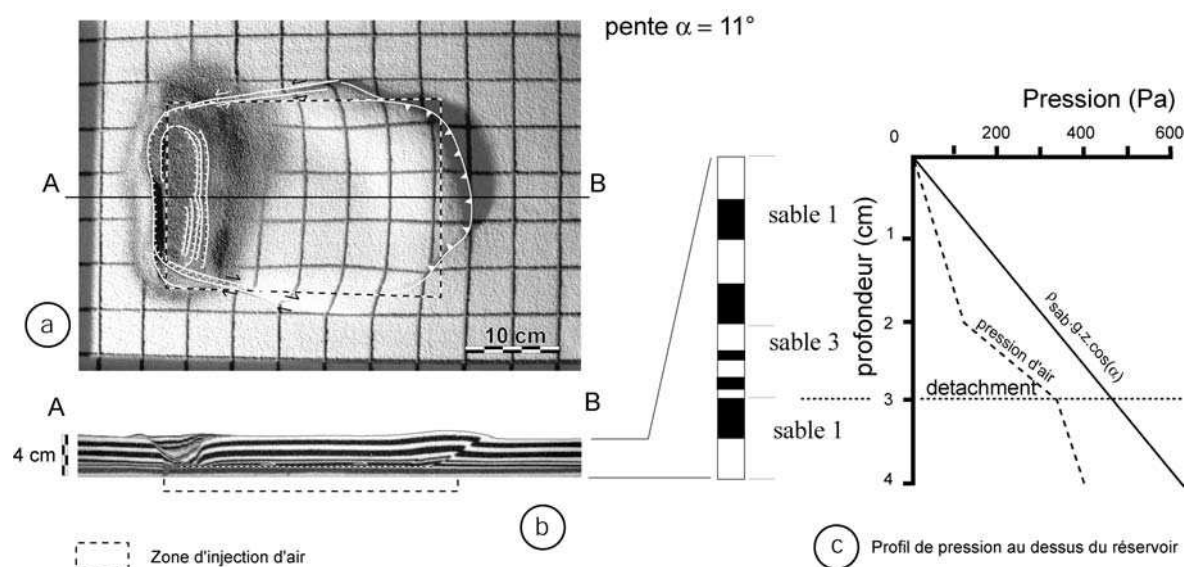 pente α = 11°
A
B
a
10 cm
A
B
4 cm
b
Zone d'injection d'air
sable 1
sable 3
sable 1
Pression (Pa)
0
200
400
600
profondeur (cm)
1
2
3
4
ρsab.g.z.cos(α)
pression d'air
detachment
C Profil de pression au dessus du réservoir